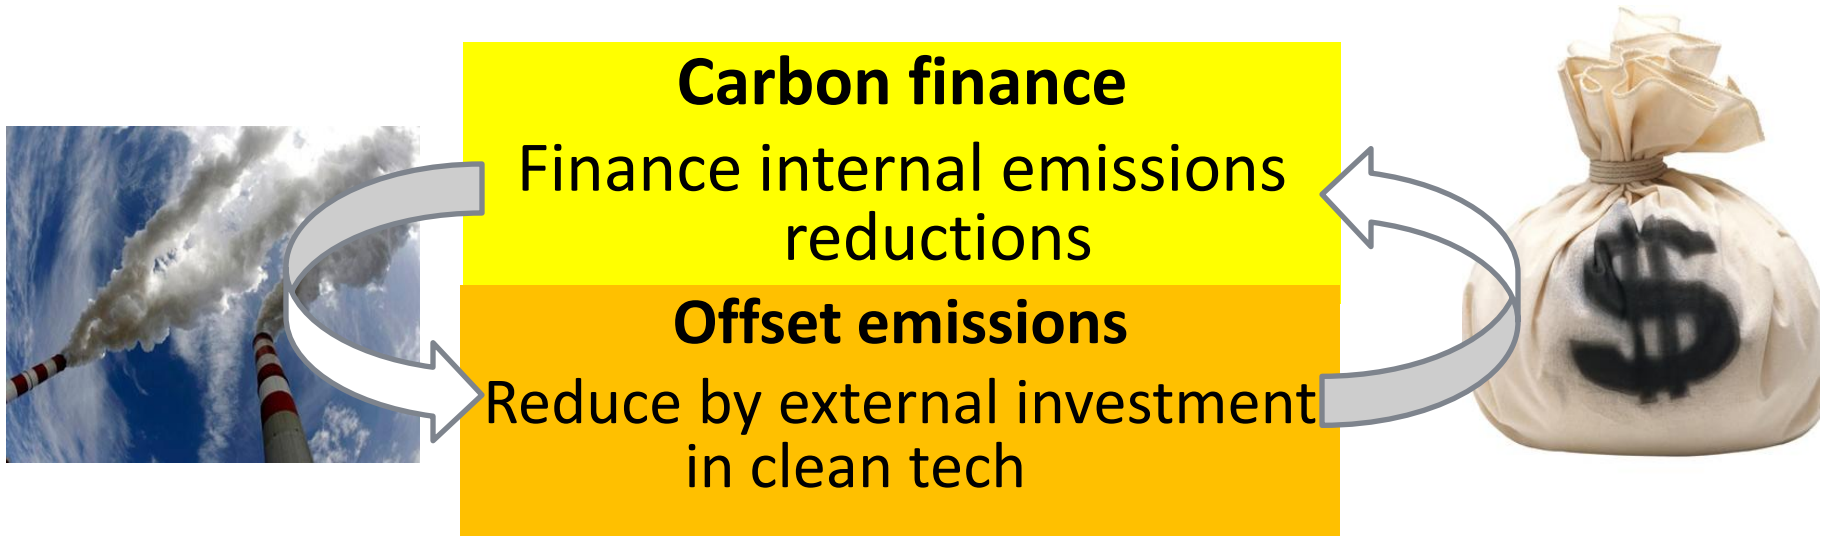 Carbon finance
Finance internal emissions
reductions
Offset emissions
Reduce by external investment
in clean tech
$